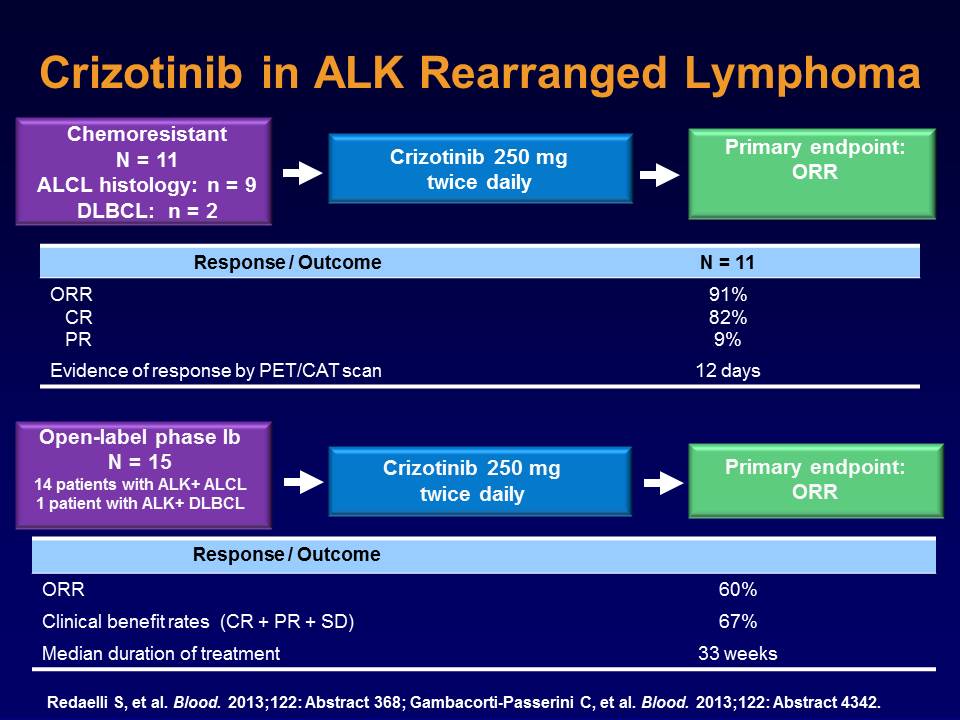 Crizotinib in ALK Rearranged Lymphoma
Chemoresistant
N = 11
ALCL histology: n = 9
DLBCL: n = 2
Crizotinib 250 mg
twice daily
Primary endpoint:
ORR
Response / Outcome N = 11
ORR 91%
CR 82%
PR 9%
Evidence of response by PET/CAT scan 12 days
Open-label phase Ib
N = 15
14 patients with ALK+ ALCL
1 patient with ALK+ DLBCL
Crizotinib 250 mg
twice daily
Primary endpoint:
ORR
Response / Outcome
ORR 60%
Clinical benefit rates (CR + PR + SD) 67%
Median duration of treatment 33 weeks
Redaelli S, et al. Blood. 2013;122: Abstract 368; Gambacorti-Passerini C, et al. Blood. 2013;122: Abstract 4342.